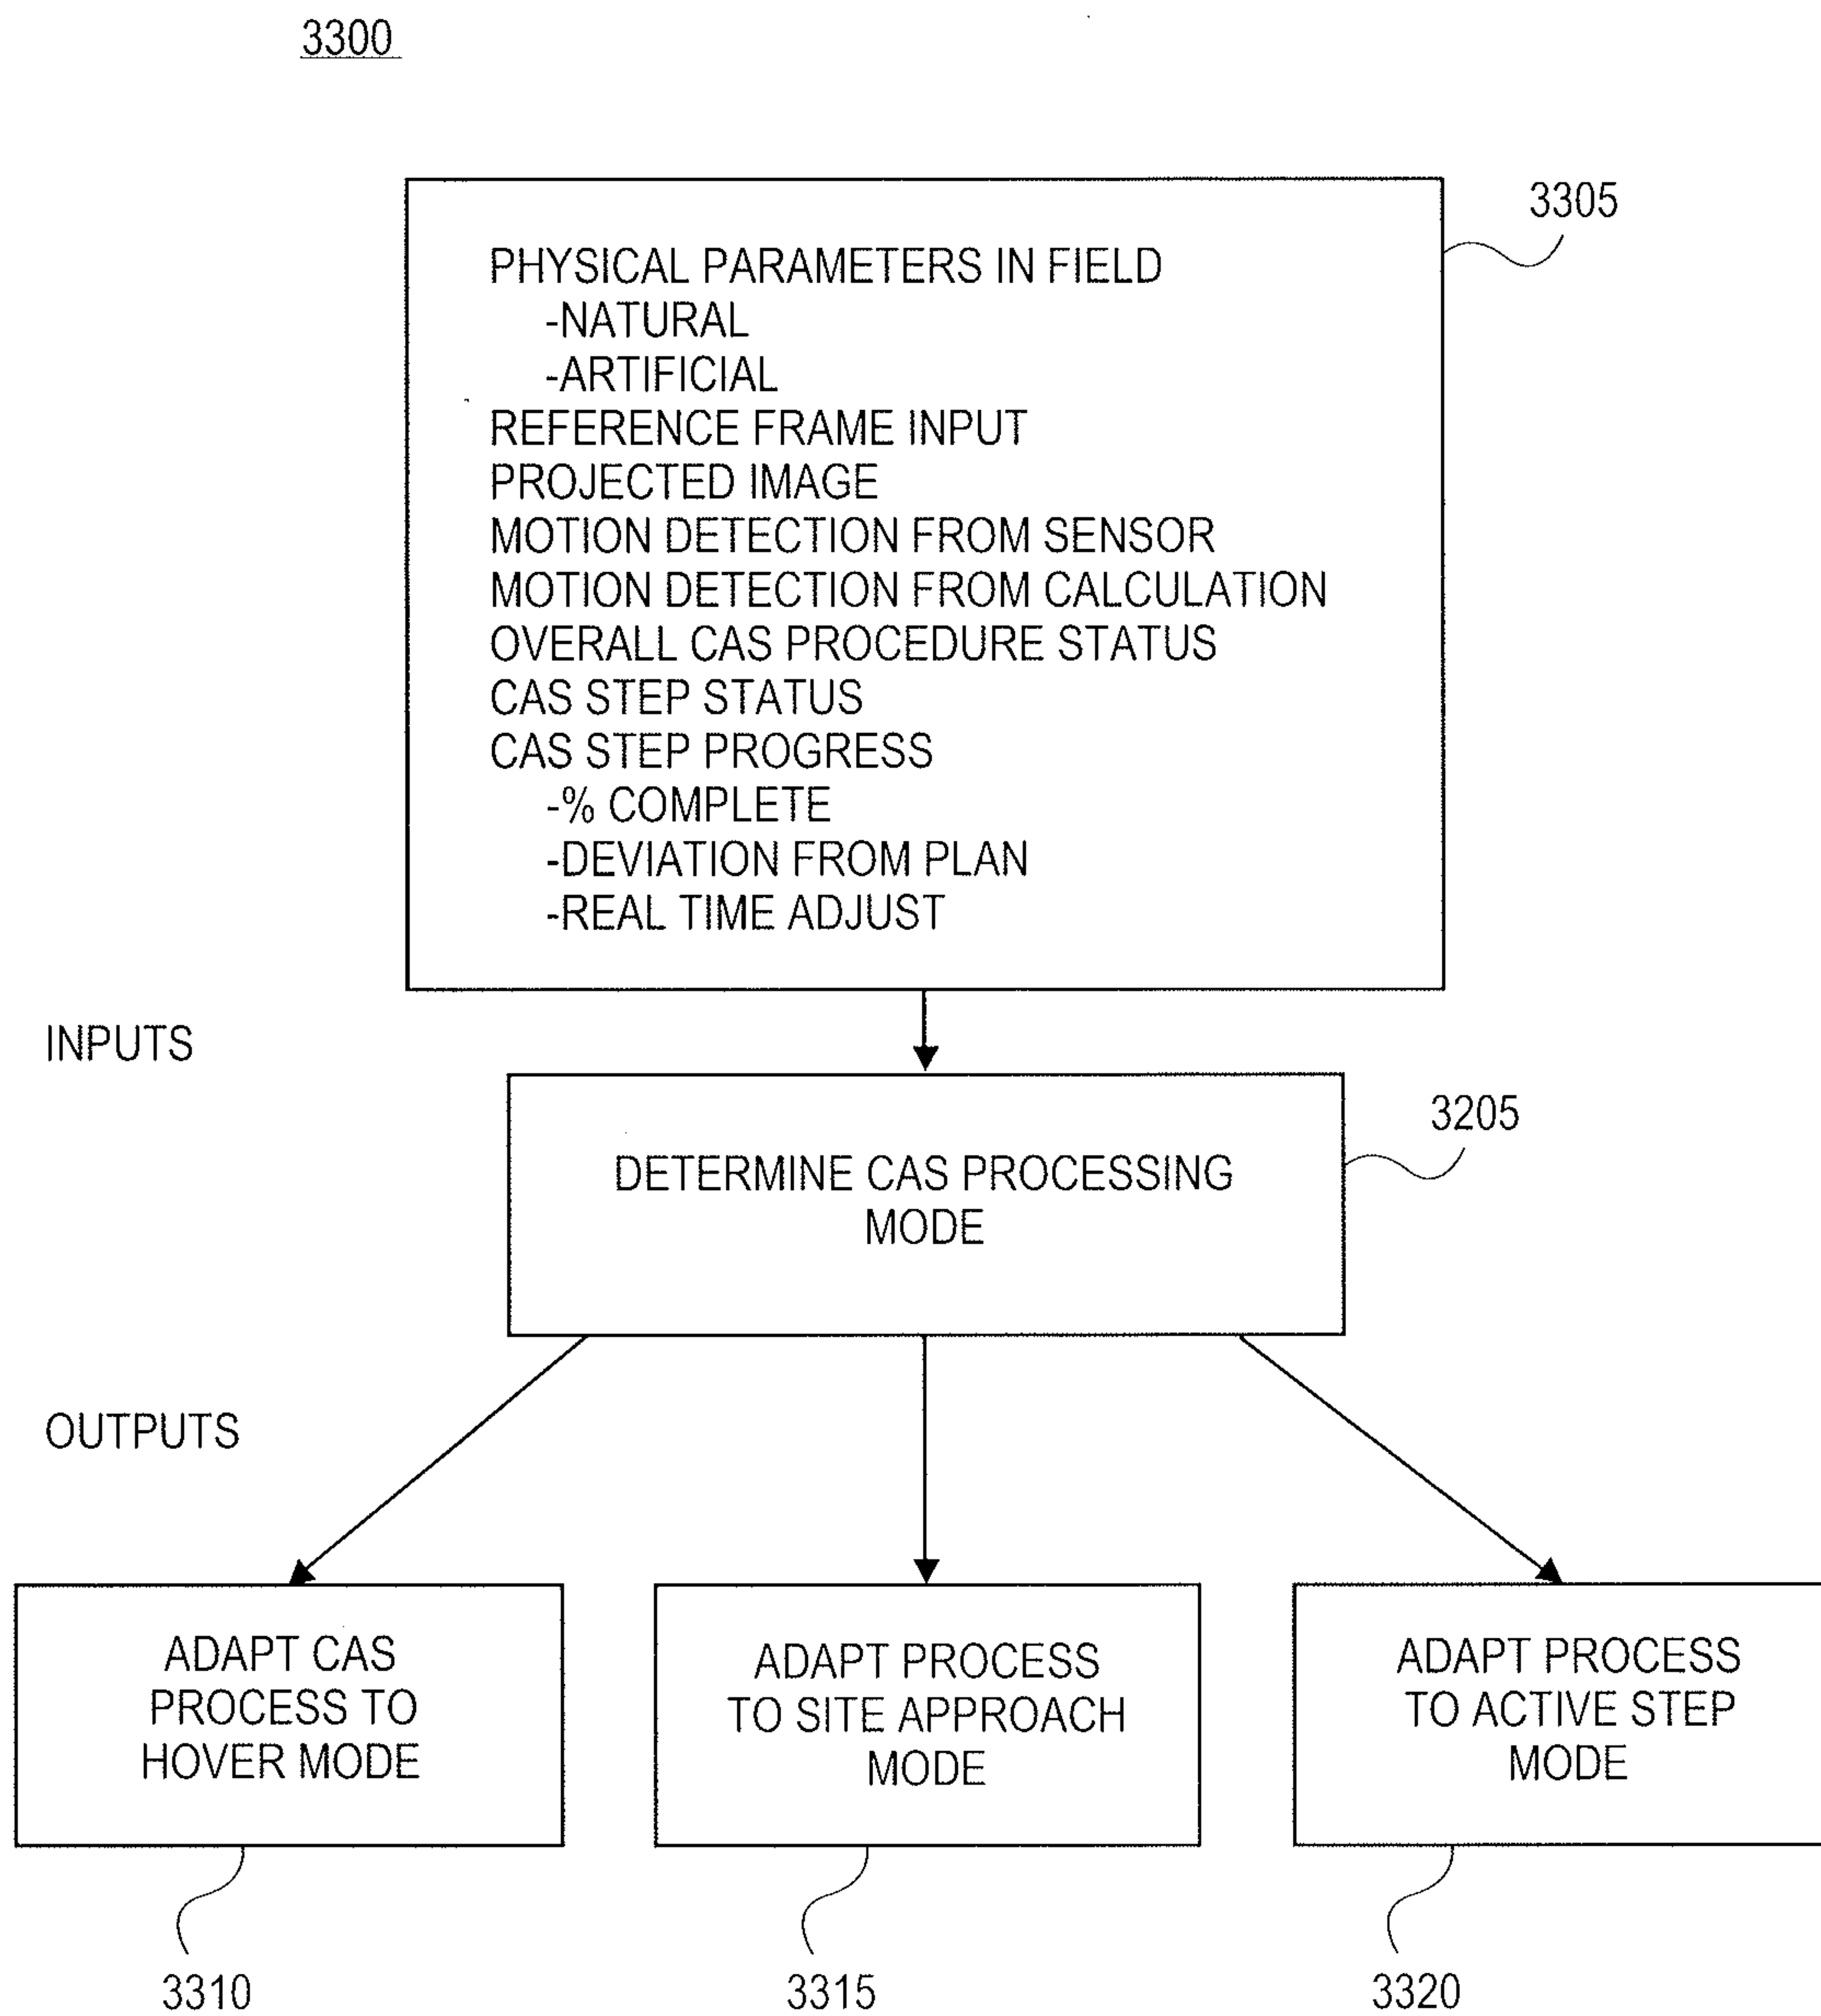 3300
3305
PHYSICAL PARAMETERS IN FIELD
-NATURAL
-ARTIFICIAL
REFERENCE FRAME INPUT
PROJECTED IMAGE
MOTION DETECTION FROM SENSOR
MOTION DETECTION FROM CALCULATION
OVERALL CAS PROCEDURE STATUS
CAS STEP STATUS
CAS STEP PROGRESS
-% COMPLETE
-DEVIATION FROM PLAN
-REAL TIME ADJUST
INPUTS
3205
DETERMINE CAS PROCESSING
MODE
OUTPUTS
ADAPT CAS
PROCESS TO
HOVER MODE
ADAPT PROCESS
TO SITE APPROACH
MODE
ADAPT PROCESS
TO ACTIVE STEP
MODE
3310
3315
3320